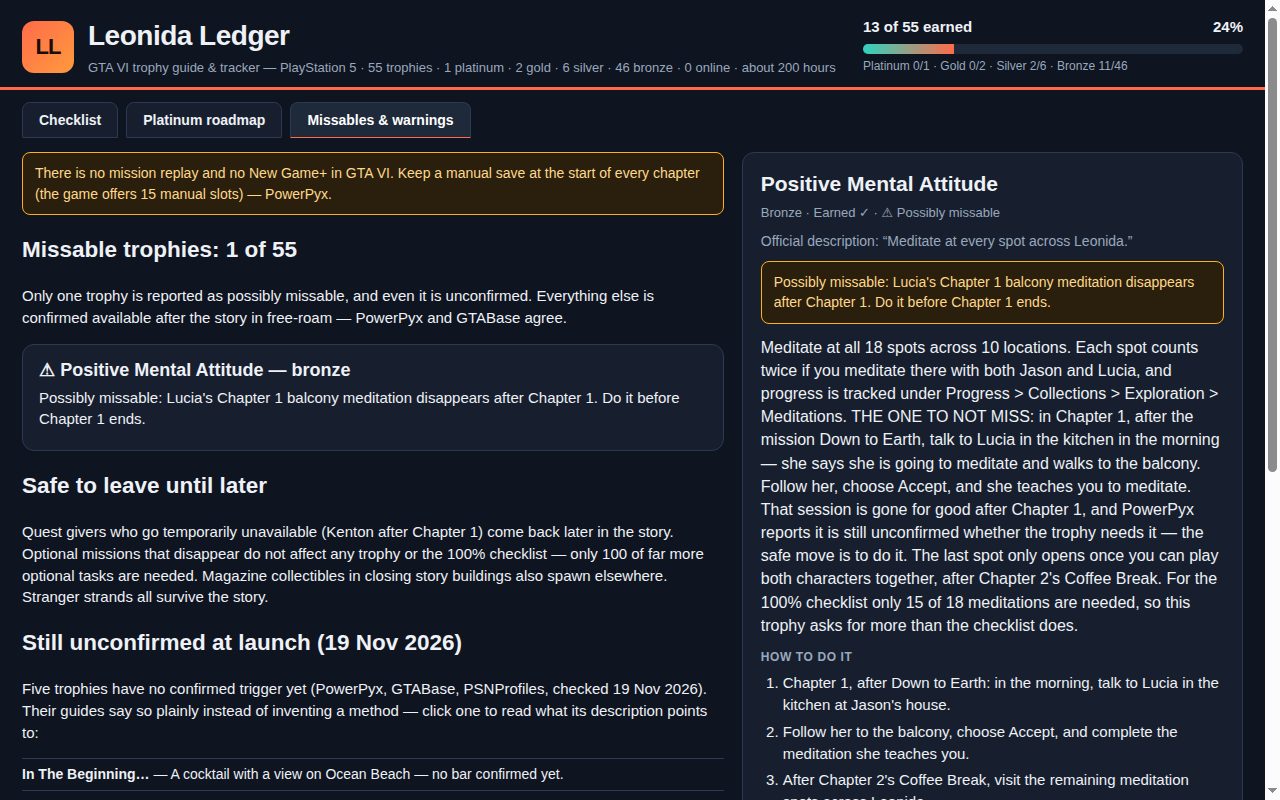 LL
Leonida Ledger
GTA VI trophy guide & tracker — PlayStation 5 · 55 trophies · 1 platinum · 2 gold · 6 silver · 46 bronze · 0 online · about 200 hours
13 of 55 earned
24%
Platinum 0/1 · Gold 0/2 · Silver 2/6 · Bronze 11/46
Checklist
Platinum roadmap
Missables & warnings
There is no mission replay and no New Game+ in GTA VI. Keep a manual save at the start of every chapter
(the game offers 15 manual slots) — PowerPyx.
Missable trophies: 1 of 55
Only one trophy is reported as possibly missable, and even it is unconfirmed. Everything else is
confirmed available after the story in free-roam — PowerPyx and GTABase agree.
⚠ Positive Mental Attitude — bronze
Possibly missable: Lucia's Chapter 1 balcony meditation disappears after Chapter 1. Do it before
Chapter 1 ends.
Safe to leave until later
Quest givers who go temporarily unavailable (Kenton after Chapter 1) come back later in the story.
Optional missions that disappear do not affect any trophy or the 100% checklist — only 100 of far more
optional tasks are needed. Magazine collectibles in closing story buildings also spawn elsewhere.
Stranger strands all survive the story.
Still unconfirmed at launch (19 Nov 2026)
Five trophies have no confirmed trigger yet (PowerPyx, GTABase, PSNProfiles, checked 19 Nov 2026).
Their guides say so plainly instead of inventing a method — click one to read what its description points
to:
In The Beginning… — A cocktail with a view on Ocean Beach — no bar confirmed yet.
Positive Mental Attitude
Bronze · Earned ✓ · ⚠ Possibly missable
Official description: “Meditate at every spot across Leonida.”
Possibly missable: Lucia's Chapter 1 balcony meditation disappears
after Chapter 1. Do it before Chapter 1 ends.
Meditate at all 18 spots across 10 locations. Each spot counts
twice if you meditate there with both Jason and Lucia, and
progress is tracked under Progress > Collections > Exploration >
Meditations. THE ONE TO NOT MISS: in Chapter 1, after the
mission Down to Earth, talk to Lucia in the kitchen in the morning
— she says she is going to meditate and walks to the balcony.
Follow her, choose Accept, and she teaches you to meditate.
That session is gone for good after Chapter 1, and PowerPyx
reports it is still unconfirmed whether the trophy needs it — the
safe move is to do it. The last spot only opens once you can play
both characters together, after Chapter 2's Coffee Break. For the
100% checklist only 15 of 18 meditations are needed, so this
trophy asks for more than the checklist does.
HOW TO DO IT
1. Chapter 1, after Down to Earth: in the morning, talk to Lucia in the
kitchen at Jason's house.
2. Follow her to the balcony, choose Accept, and complete the
meditation she teaches you.
3. After Chapter 2's Coffee Break, visit the remaining meditation
spots across Leonida.